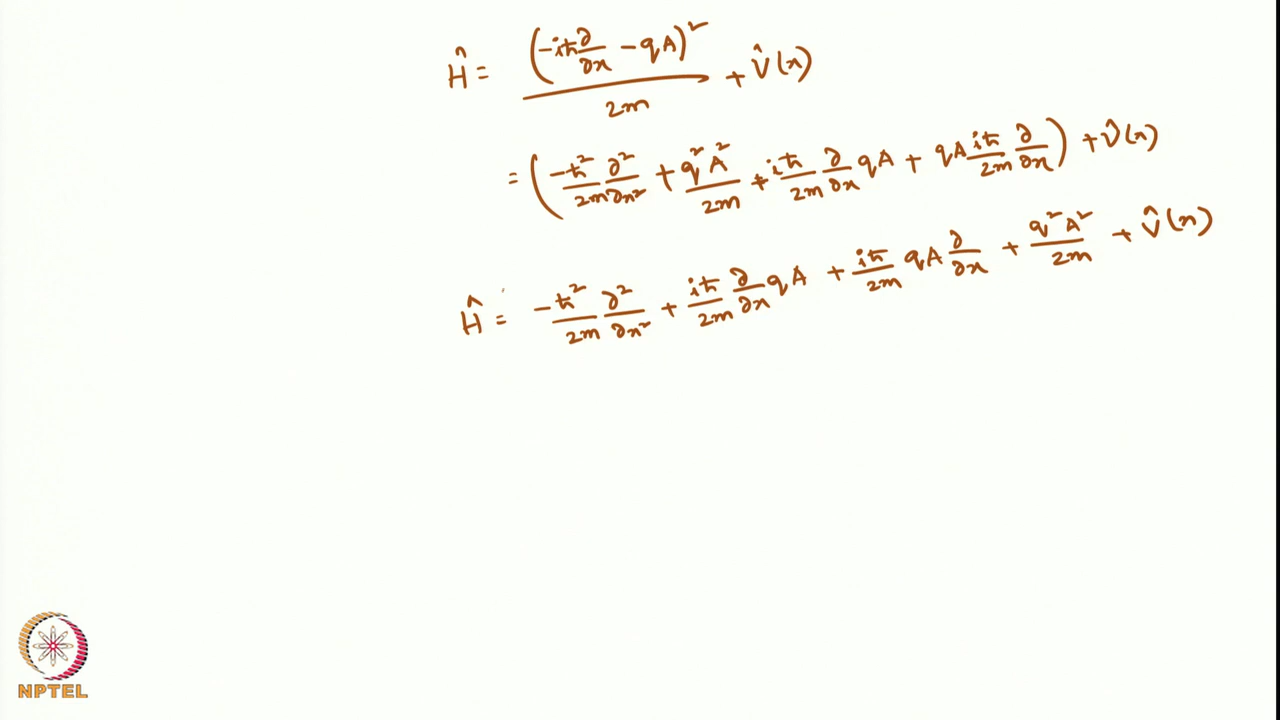 Ĥ = (-iħ ∂/∂x - qA)² / 2m + V̂(x)
= (-ħ²/2m ∂²/∂x² + q²A²/2m + iħ/2m ∂/∂x qA + qA iħ/2m ∂/∂x) + V̂(x)
Ĥ = -ħ²/2m ∂²/∂x² + iħ/2m ∂/∂x qA + iħ/2m qA ∂/∂x + q²A²/2m + V̂(x)
NPTEL